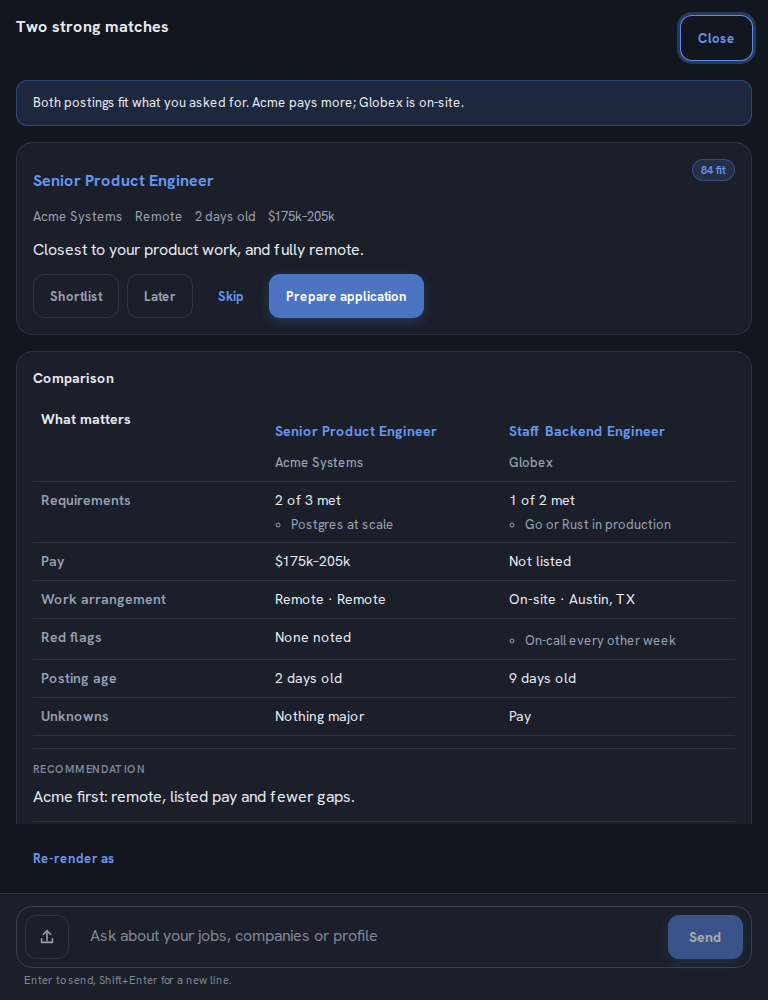 Two strong matches
Close
Both postings fit what you asked for. Acme pays more; Globex is on-site.
Senior Product Engineer
84 fit
Acme Systems Remote 2 days old $175k–205k
Closest to your product work, and fully remote.
Shortlist Later Skip Prepare application
Comparison
What matters Senior Product Engineer Staff Backend Engineer
Acme Systems Globex
Requirements 2 of 3 met 1 of 2 met
Postgres at scale Go or Rust in production
Pay $175k–205k Not listed
Work arrangement Remote · Remote On-site · Austin, TX
Red flags None noted On-call every other week
Posting age 2 days old 9 days old
Unknowns Nothing major Pay
RECOMMENDATION
Acme first: remote, listed pay and fewer gaps.
Re-render as
Ask about your jobs, companies or profile
Send
Enter to send, Shift+Enter for a new line.